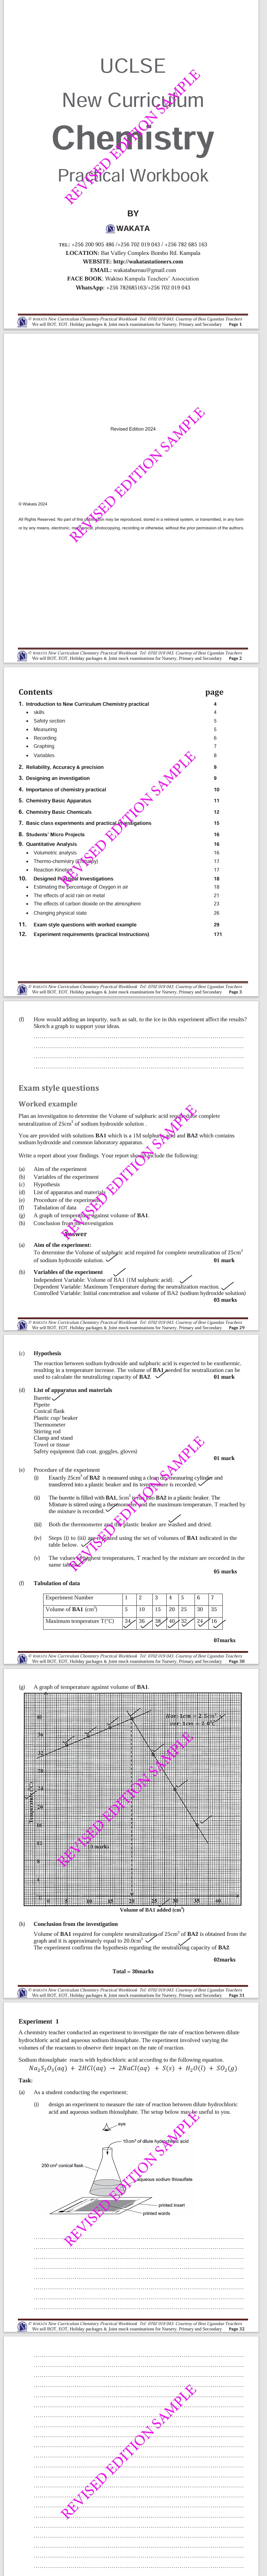 UCLSE
New Curriculum
Chemistry
Practical Workbook
BY
WAKATA
TEL: +256 200 905 486 /+256 702 019 043 / +256 782 685 163
LOCATION: Bat Valley Complex-Bombo Rd. Kampala
WEBSITE: http://wakatastationers.com
EMAIL: wakatabureau@gmail.com
FACE BOOK: Wakiso Kampala Teachers' Association
WhatsApp: +256 782685163/+256 702 019 043
REVISED EDITION SAMPLE
© WAKATA New Curriculum Chemistry Practical Workbook Tel: 0702 019 043. Courtesy of Best Ugandan Teachers
We sell BOT, EOT, Holiday packages & Joint mock examinations for Nursery, Primary and Secondary Page 1
Revised Edition 2024
© Wakata 2024
All Rights Reserved. No part of this publication may be reproduced, stored in a retrieval system, or transmitted, in any form
or by any means, electronic, mechanical, photocopying, recording or otherwise, without the prior permission of the authors.
REVISED EDITION SAMPLE
© WAKATA New Curriculum Chemistry Practical Workbook Tel: 0702 019 043. Courtesy of Best Ugandan Teachers
We sell BOT, EOT, Holiday packages & Joint mock examinations for Nursery, Primary and Secondary Page 2
Contents page
1. Introduction to New Curriculum Chemistry practical 4
• skills 4
• Safety section 5
• Measuring 5
• Recording 6
• Graphing 7
• Variables 8
2. Reliability, Accuracy & precision 9
3. Designing an investigation 9
4. Importance of chemistry practical 10
5. Chemistry Basic Apparatus 11
6. Chemistry Basic Chemicals 12
7. Basic class experiments and practical investigations 15
8. Students' Micro Projects 16
9. Quantitative Analysis 16
• Volumetric analysis 16
• Thermo-chemistry 17
• Reaction Kinetics 17
10. Designed Practical Investigations 18
• Estimating the percentage of Oxygen in air 18
• The effects of acid rain on metal 21
• The effects of carbon dioxide on the atmosphere 23
• Changing physical state 26
11. Exam style questions with worked example 29
12. Experiment requirements (practical Instructions) 171
REVISED EDITION SAMPLE
© WAKATA New Curriculum Chemistry Practical Workbook Tel: 0702 019 043. Courtesy of Best Ugandan Teachers
We sell BOT, EOT, Holiday packages & Joint mock examinations for Nursery, Primary and Secondary Page 3
(f) How would adding an impurity, such as salt, to the ice in this experiment affect the results?
Sketch a graph to support your ideas.
Exam style questions
Worked example
Plan an investigation to determine the Volume of sulphuric acid required for complete
neutralization of 25cm³ of sodium hydroxide solution .
You are provided with solutions BA1 which is a 1M sulphuric acid and BA2 which contains
sodium hydroxide and common laboratory apparatus.
Write a report about your findings. Your report should include the following:
(a) Aim of the experiment
(b) Variables of the experiment
(c) Hypothesis
(d) List of apparatus and materials
(e) Procedure of the experiment
(f) Tabulation of data
(g) A graph of temperature against volume of BA1.
(h) Conclusion from the investigation
Answer
(a) Aim of the experiment:
To determine the Volume of sulphuric acid required for complete neutralization of 25cm³
of sodium hydroxide solution. 01 mark
(b) Variables of the experiment
Independent Variable: Volume of BA1 (1M sulphuric acid).
Dependent Variable: Maximum Temperature during the neutralization reaction.
Controlled Variable: Initial concentration and volume of BA2 (sodium hydroxide solution)
03 marks
REVISED EDITION SAMPLE
© WAKATA New Curriculum Chemistry Practical Workbook Tel: 0702 019 043. Courtesy of Best Ugandan Teachers
We sell BOT, EOT, Holiday packages & Joint mock examinations for Nursery, Primary and Secondary Page 29
(c) Hypothesis
The reaction between sodium hydroxide and sulphuric is expected to be exothermic,
resulting in a temperature increase. The volume of BA1 needed for neutralization can be
used to calculate the neutralizing capacity of BA2. 01 mark
(d) List of apparatus and materials
Burette
Pipette
Conical flask
Plastic cup/ beaker
Thermometer
Stirring rod
Clamp and stand
Towel or tissue
Safety equipment (lab coat, goggles, gloves)
01 mark
(e) Procedure of the experiment
(i) Exactly 25cm³ of BA2 is measured using a clean measuring cylinder and
transferred into a plastic beaker. Its initial temperature is recorded.
(ii) The burette is filled with BA1. 5cm³ of BA1 is added to BA2 in a plastic beaker. The
Mixture is stirred using a thermometer and the maximum temperature, T reached by
the mixture is recorded.
(iii) Both the thermometer and the plastic beaker are washed and dried.
(iv) Steps (i) to (iii) are repeated using the set of volumes of BA1 indicated in the
table below.
(v) The values of highest temperatures, T reached by the mixture are recorded in the
same table.
05 marks
(f) Tabulation of data
Experiment Number 1 2 3 4 5 6 7
Volume of BA1 (cm³) 5 10 15 20 25 30 35
Maximum temperature T(°C) 34 36 38 40 32 24 16
07marks
REVISED EDITION SAMPLE
© WAKATA New Curriculum Chemistry Practical Workbook Tel: 0702 019 043. Courtesy of Best Ugandan Teachers
We sell BOT, EOT, Holiday packages & Joint mock examinations for Nursery, Primary and Secondary Page 30
(g) A graph of temperature against volume of BA1.
Hor: 1cm = 2.5cm³
ver: 1cm = 2.0°C
Temperature (°C)
10 marks
0 5 10 15 20 25 30 35 40
Volume of BA1 added (cm³)
(h) Conclusion from the investigation
Volume of BA1 required for complete neutralization of 25cm³ of BA2 is obtained from the
graph and it is approximately equal to 20.0cm³
The experiment confirms the hypothesis regarding the neutralizing capacity of BA2.
02marks
Total = 30marks
REVISED EDITION SAMPLE
© WAKATA New Curriculum Chemistry Practical Workbook Tel: 0702 019 043. Courtesy of Best Ugandan Teachers
We sell BOT, EOT, Holiday packages & Joint mock examinations for Nursery, Primary and Secondary Page 31
Experiment 1
A chemistry teacher conducted an experiment to investigate the rate of reaction between dilute
hydrochloric acid and aqueous sodium thiosulphate. The experiment involved varying the
volumes of the reactants to observe their impact on the rate of reaction.
Sodium thiosulphate reacts with hydrochloric acid according to the following equation.
Na₂S₂O₃(aq) + 2HCl(aq) → 2NaCl(aq) + S(s) + H₂O(l) + SO₂(g)
Task:
(a) As a student conducting the experiment;
(i) design an experiment to measure the rate of reaction between dilute hydrochloric
acid and aqueous sodium thiosulphate. The setup below may be useful to you.
eye
10 cm³ of dilute hydrochloric acid
250 cm³ conical flask
aqueous sodium thiosulfate
printed insert
printed words
REVISED EDITION SAMPLE
© WAKATA New Curriculum Chemistry Practical Workbook Tel: 0702 019 043. Courtesy of Best Ugandan Teachers
We sell BOT, EOT, Holiday packages & Joint mock examinations for Nursery, Primary and Secondary Page 32
REVISED EDITION SAMPLE